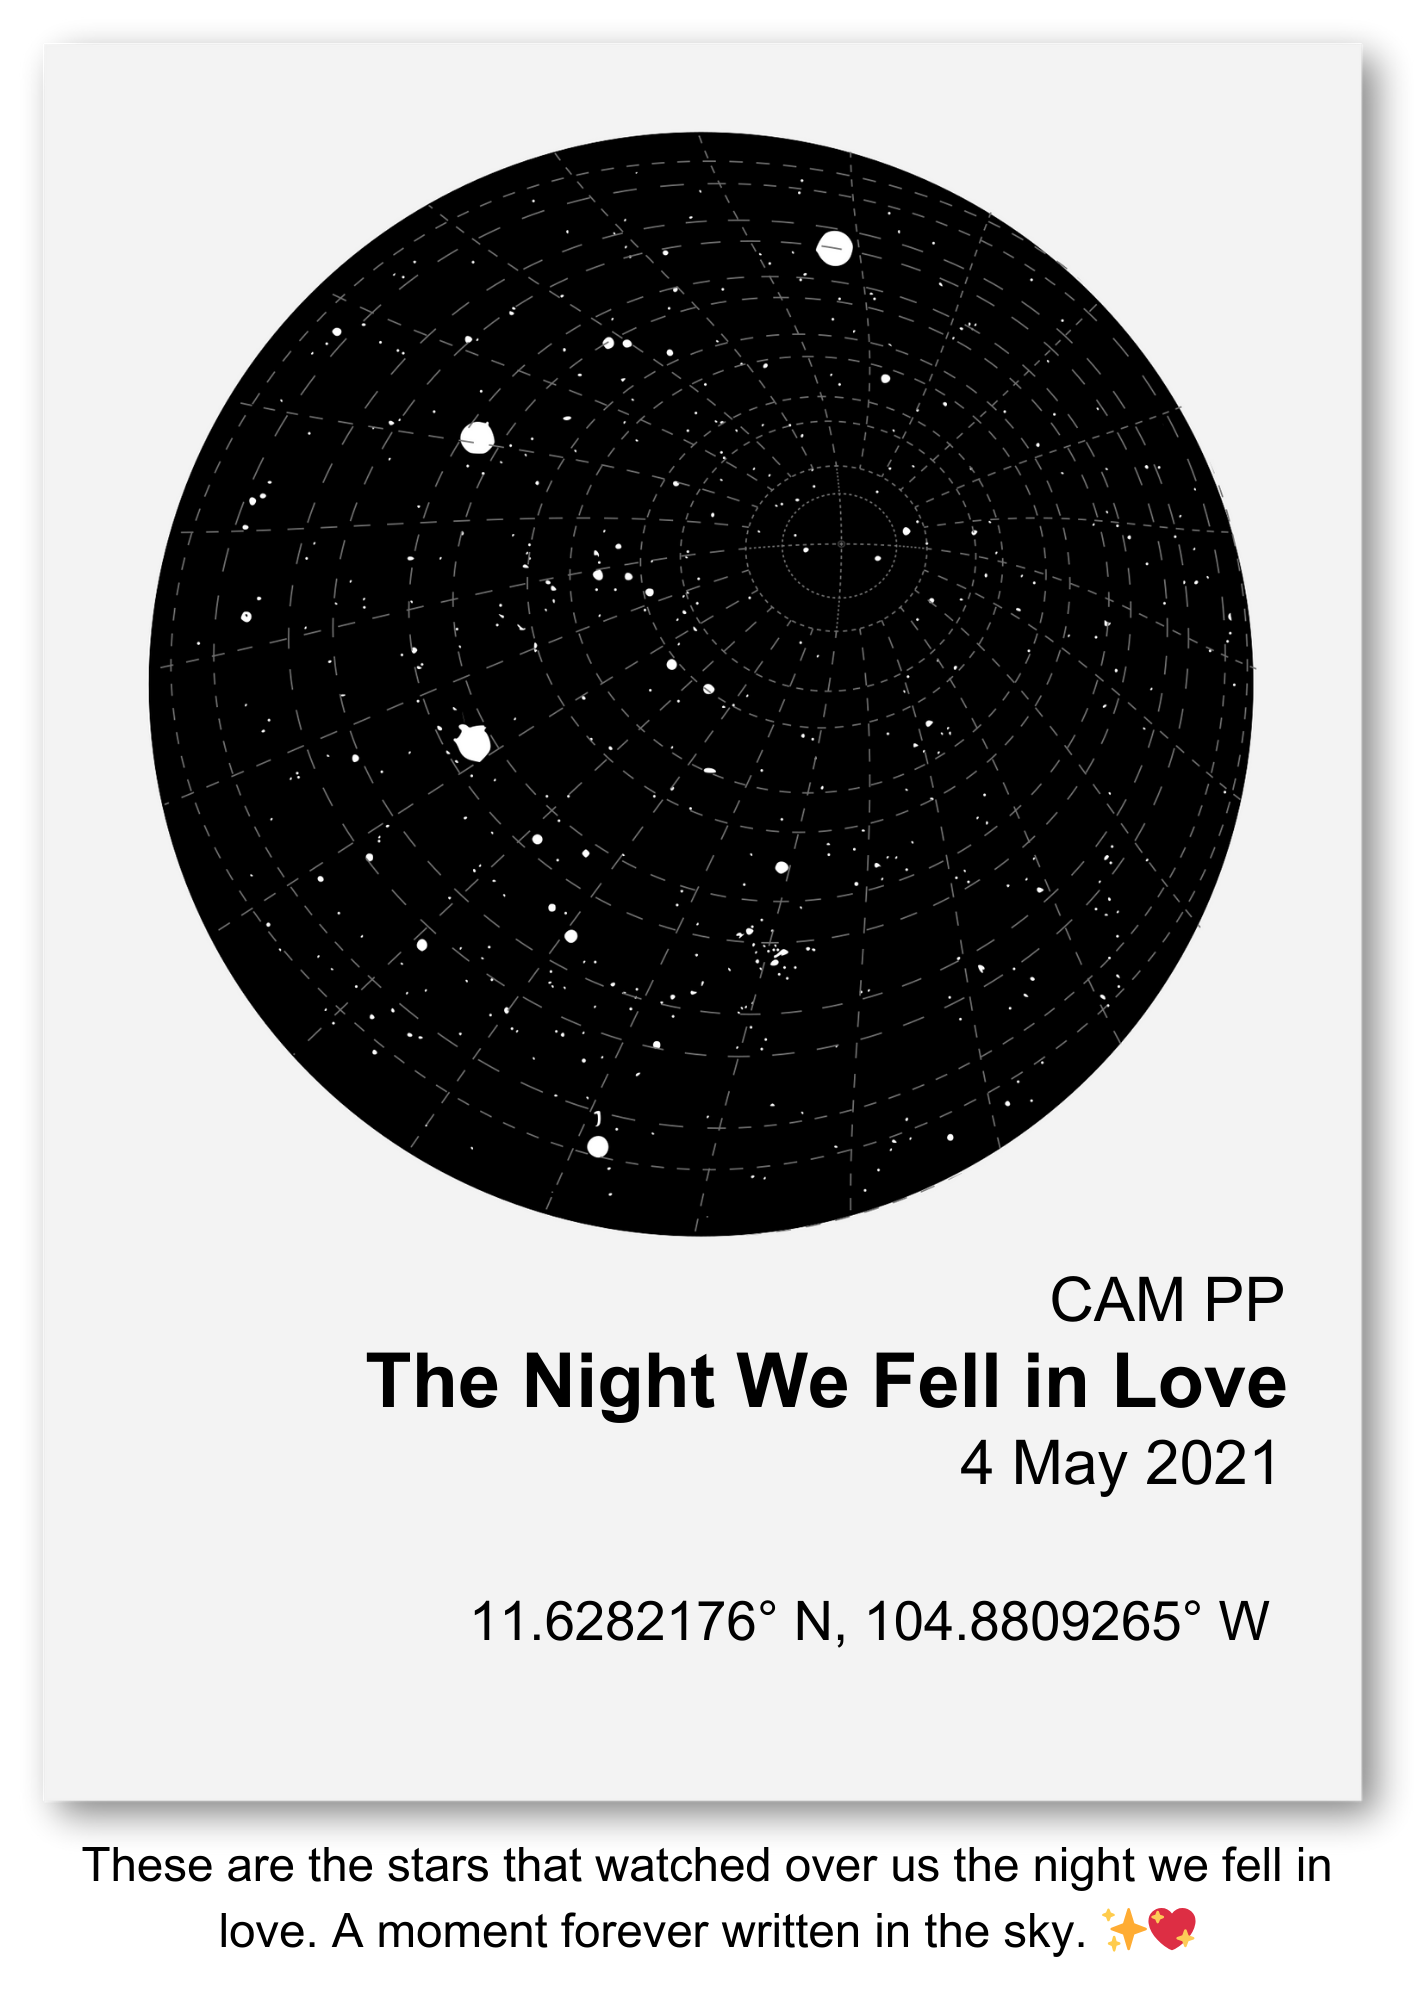 CAM PP
The Night We Fell in Love
4 May 2021
11.6282176° N, 104.8809265° W
These are the stars that watched over us the night we fell in
love. A moment forever written in the sky. ✨💖